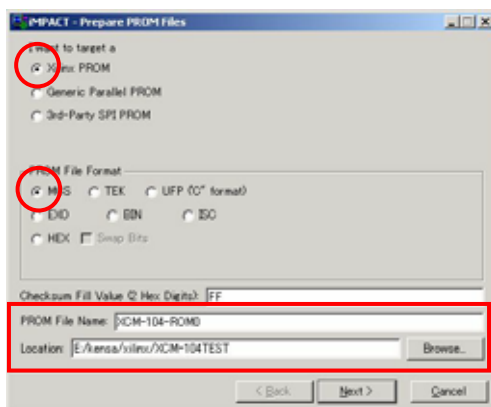 iMPACT - Prepare PROM Files
I want to target a
Xilinx PROM
Generic Parallel PROM
3rd-Party SPI PROM
PROM File Format
MCS TEK UFP (C" format)
EXO BIN ISC
HEX Swap Bits
Checksum Fill Value (2 Hex Digits): FF
PROM File Name: XCM-104-ROM0
Location: E:/kensa/xilinx/XCM-104TEST Browse...
< Back Next > Cancel